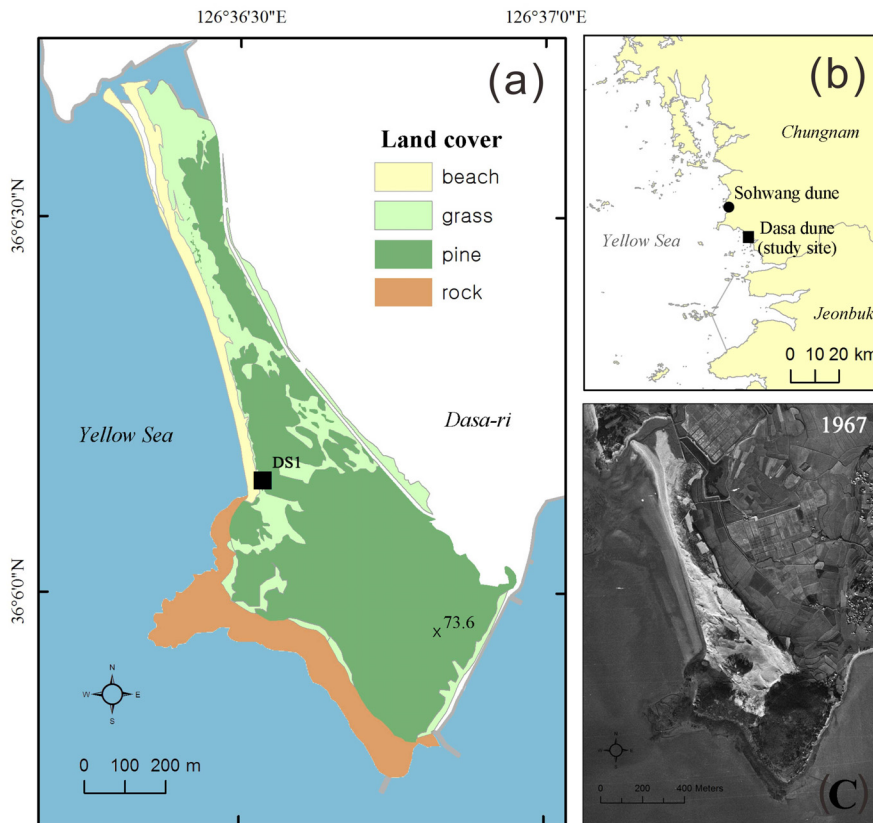 126°36'30"E
126°37'0"E
(a)
Land cover
beach
grass
pine
rock
36°6'30"N
Yellow Sea
Dasa-ri
DS1
36°6'0"N
73.6
N
W
E
S
0 100 200 m
(b)
Chungnam
Sohwang dune
Dasa dune
(study site)
Yellow Sea
Jeonbuk
0 10 20 km
1967
0 200 400 Meters
(C)